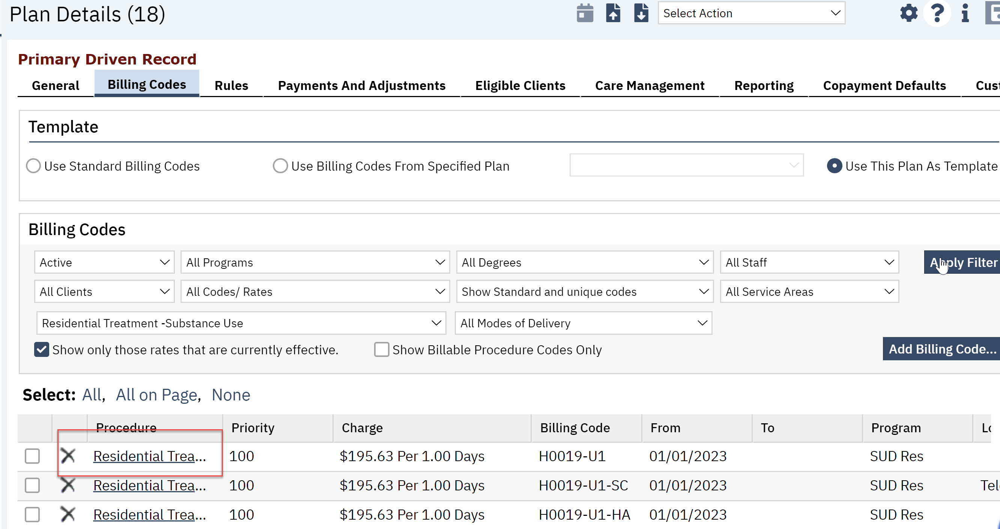 Plan Details (18)
Select Action
Primary Driven Record
General Billing Codes Rules Payments And Adjustments Eligible Clients Care Management Reporting Copayment Defaults Cust
Template
Use Standard Billing Codes Use Billing Codes From Specified Plan Use This Plan As Template
Billing Codes
Active All Programs All Degrees All Staff Apply Filter
All Clients All Codes/ Rates Show Standard and unique codes All Service Areas
Residential Treatment -Substance Use All Modes of Delivery
Show only those rates that are currently effective. Show Billable Procedure Codes Only Add Billing Code...
Select: All, All on Page, None
Procedure Priority Charge Billing Code From To Program Lo
Residential Trea... 100 $195.63 Per 1.00 Days H0019-U1 01/01/2023 SUD Res
Residential Trea... 100 $195.63 Per 1.00 Days H0019-U1-SC 01/01/2023 SUD Res Tel
Residential Trea... 100 $195.63 Per 1.00 Days H0019-U1-HA 01/01/2023 SUD Res